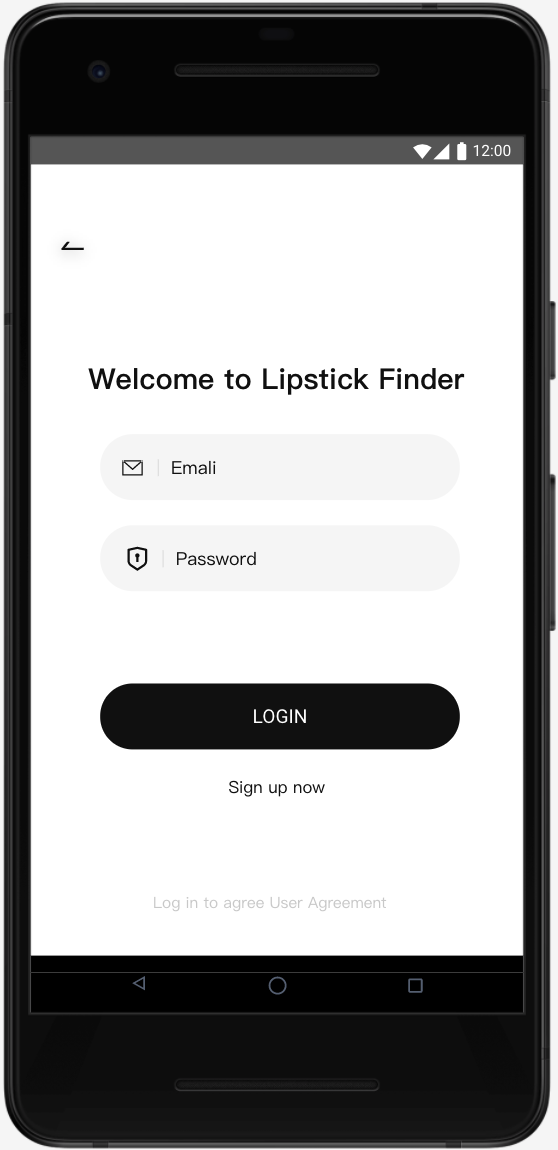 12:00
Welcome to Lipstick Finder
Emali
Password
LOGIN
Sign up now
Log in to agree User Agreement